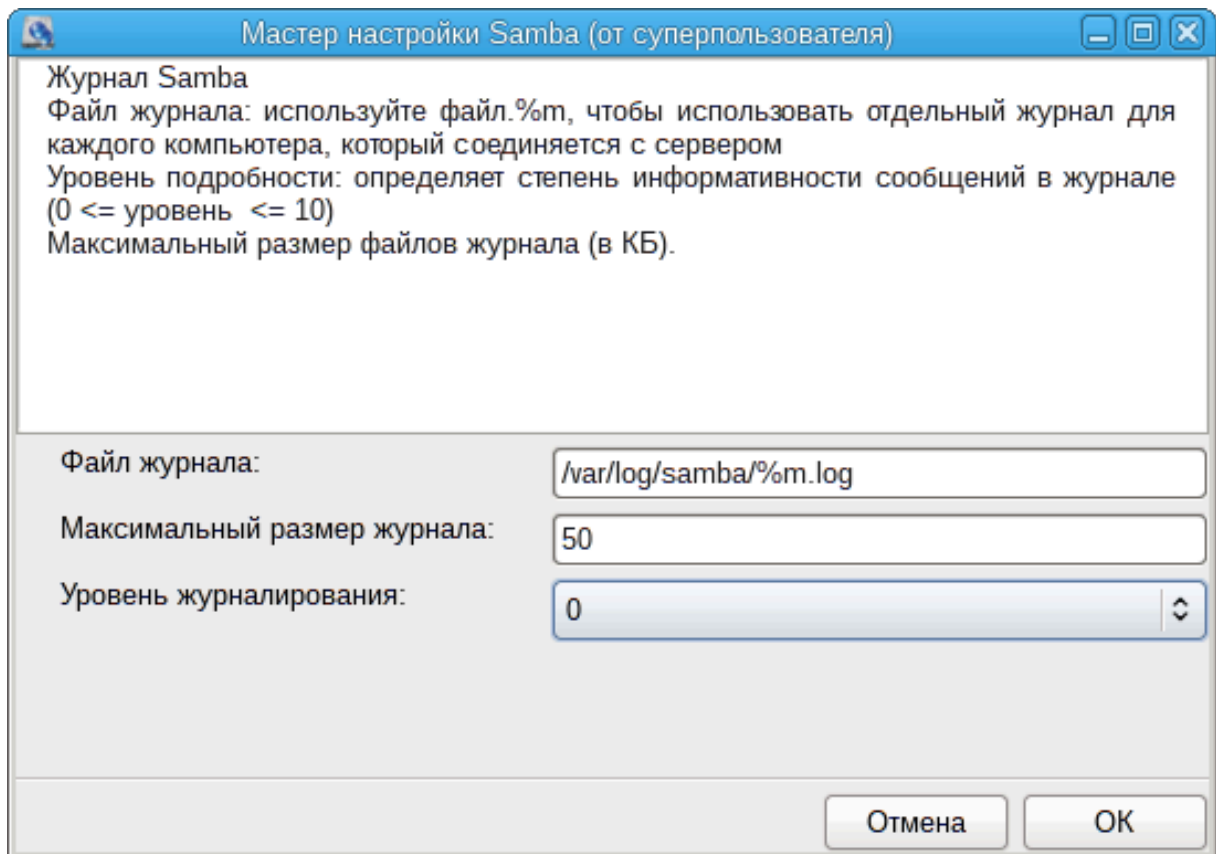 Мастер настройки Samba (от суперпользователя)
Журнал Samba
Файл журнала: используйте файл.%m, чтобы использовать отдельный журнал для
каждого компьютера, который соединяется с сервером
Уровень подробности: определяет степень информативности сообщений в журнале
(0 <= уровень  <= 10)
Максимальный размер файлов журнала (в КБ).
Файл журнала:
/var/log/samba/%m.log
Максимальный размер журнала:
50
Уровень журналирования:
0
Отмена
ОК